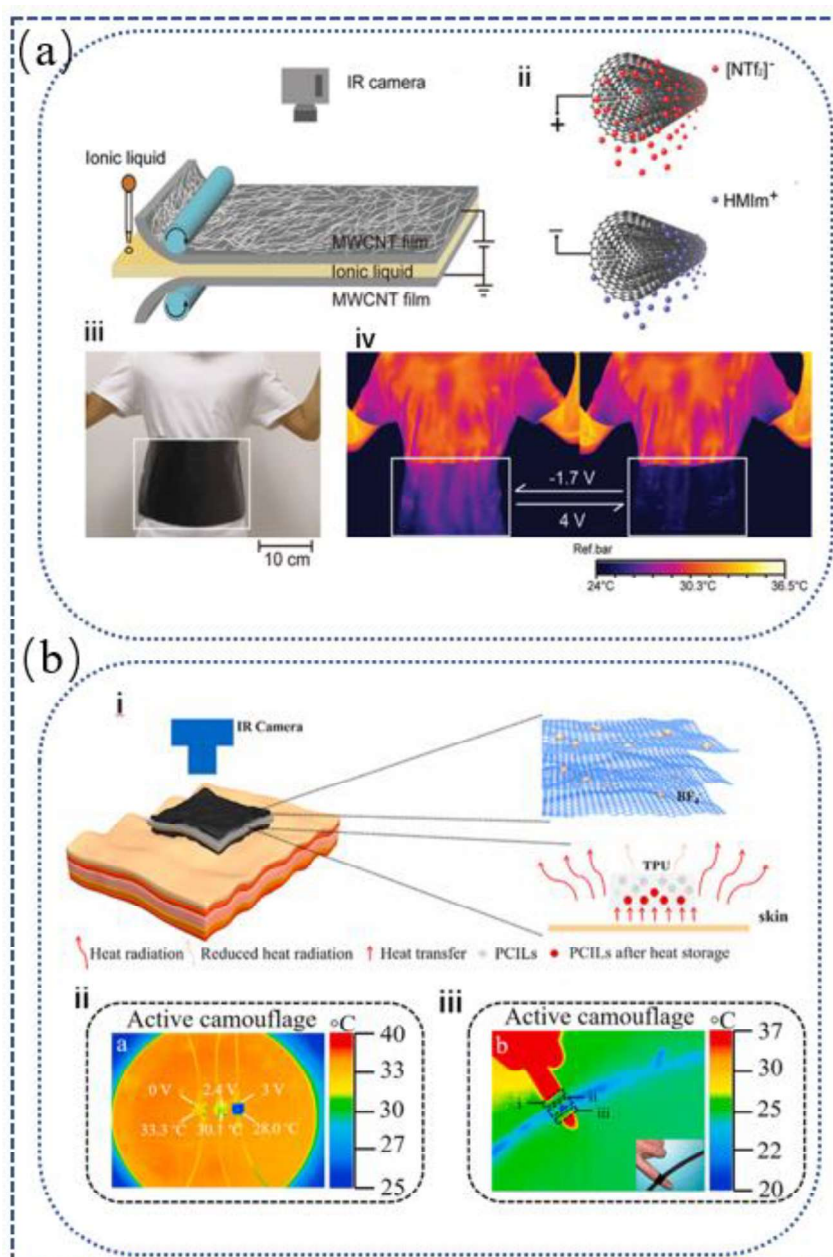 (a)
IR camera
ii
[NTf₂]⁻
+
Ionic liquid
HMIm⁺
−
MWCNT film
Ionic liquid
MWCNT film
iii
iv
-1.7 V
4 V
10 cm
Ref.bar
24°C
30.3°C
36.5°C
(b)
i
IR Camera
BF₄⁻
TPU
skin
Heat radiation
Reduced heat radiation
Heat transfer
PCILs
PCILs after heat storage
ii
Active camouflage
°C
a
40
0 V
2.4 V
3 V
33
30
33.3 °C
30.1 °C
28.0 °C
27
25
iii
Active camouflage
°C
b
37
30
i
ii
25
iii
22
20